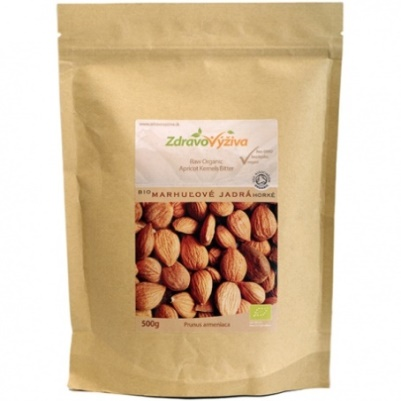 ZdravoVýživa
Raw Organic
Apricot Kernels Bitter
BIO MARHUĽOVÉ JADRÁ HORKÉ
500g
Prunus armeniaca